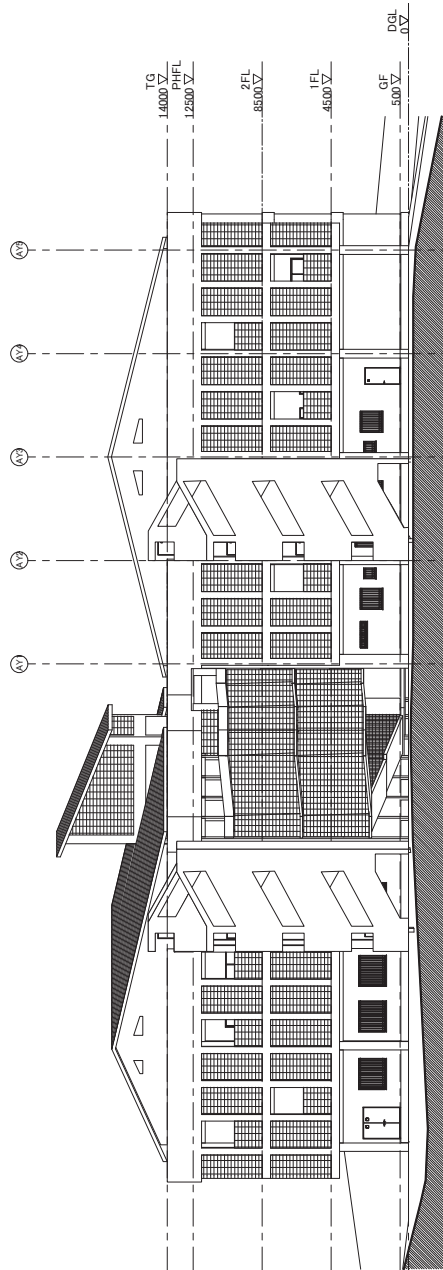 AY1
AY2
AY3
AY4
AY5
TG
14000 ▽
PHFL
12500 ▽
2FL
8500 ▽
1FL
4500 ▽
GF
500 ▽
DGL
0 ▽